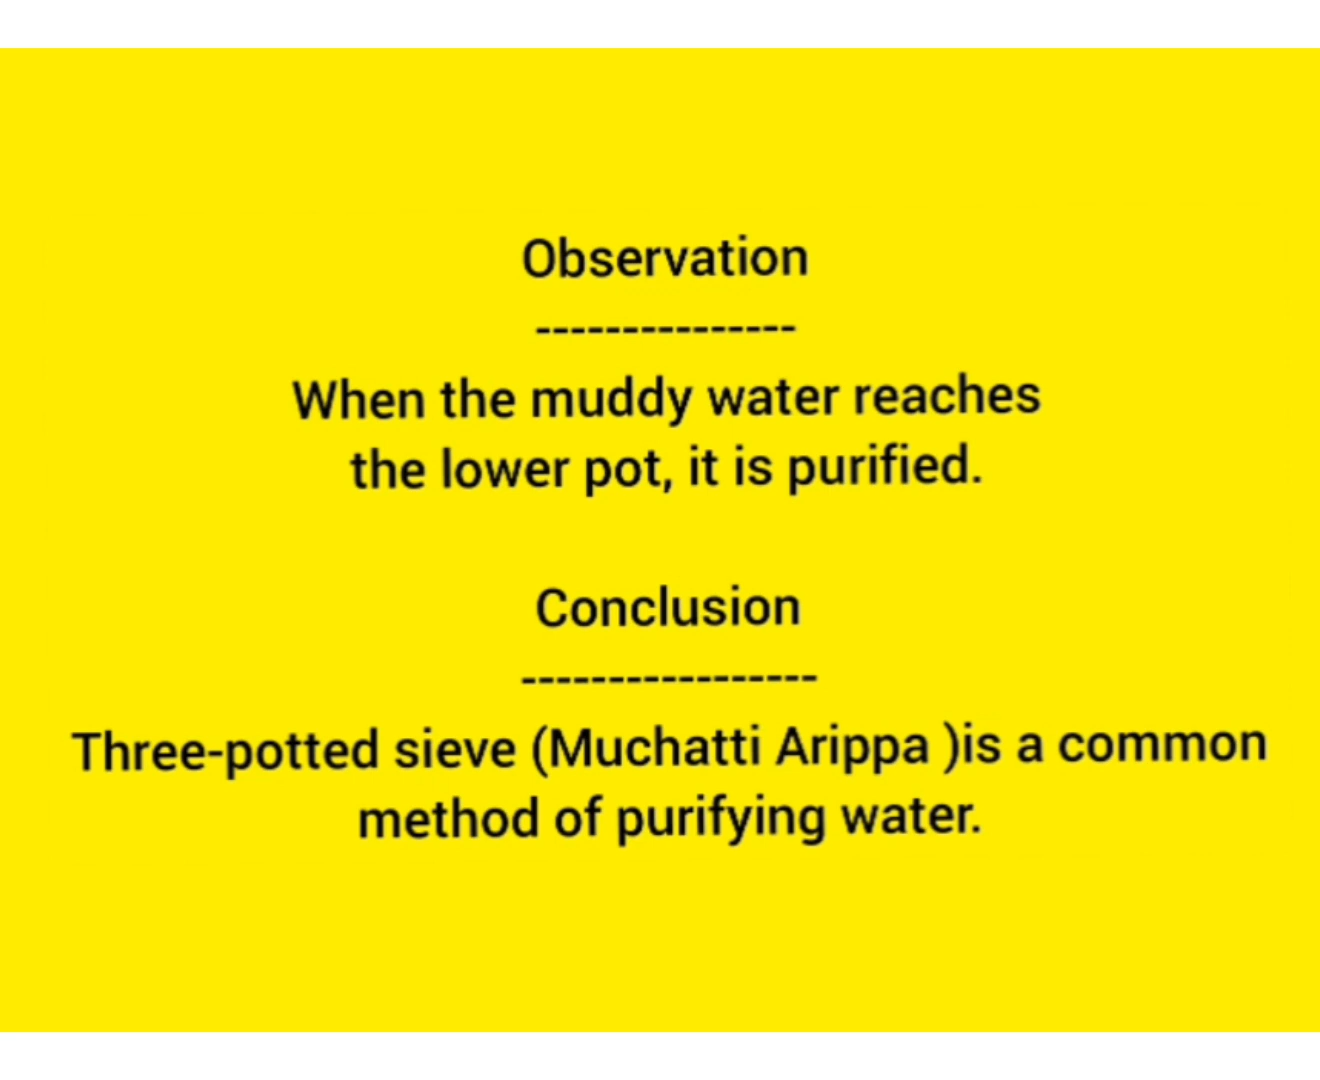 Observation
---------------
When the muddy water reaches
the lower pot, it is purified.
Conclusion
-----------------
Three-potted sieve (Muchatti Arippa )is a common
method of purifying water.